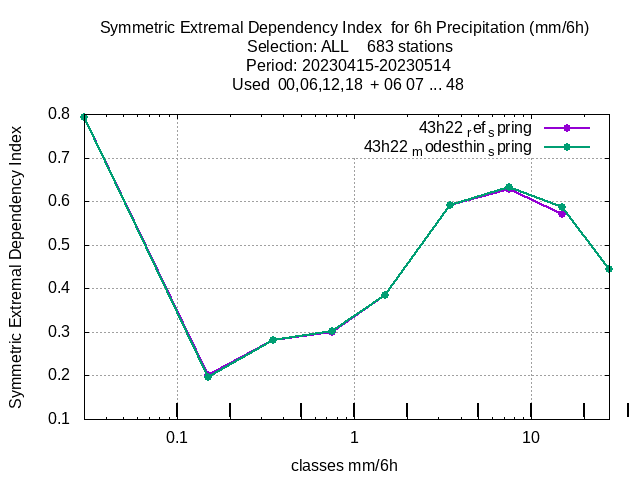 Symmetric Extremal Dependency Index  for 6h Precipitation (mm/6h)
Selection: ALL    683 stations
Period: 20230415-20230514
Used  00,06,12,18  + 06 07 ... 48
43h22 ref spring
43h22 modesthin spring
Symmetric Extremal Dependency Index
0.8
0.7
0.6
0.5
0.4
0.3
0.2
0.1
0.1 1 10
classes mm/6h